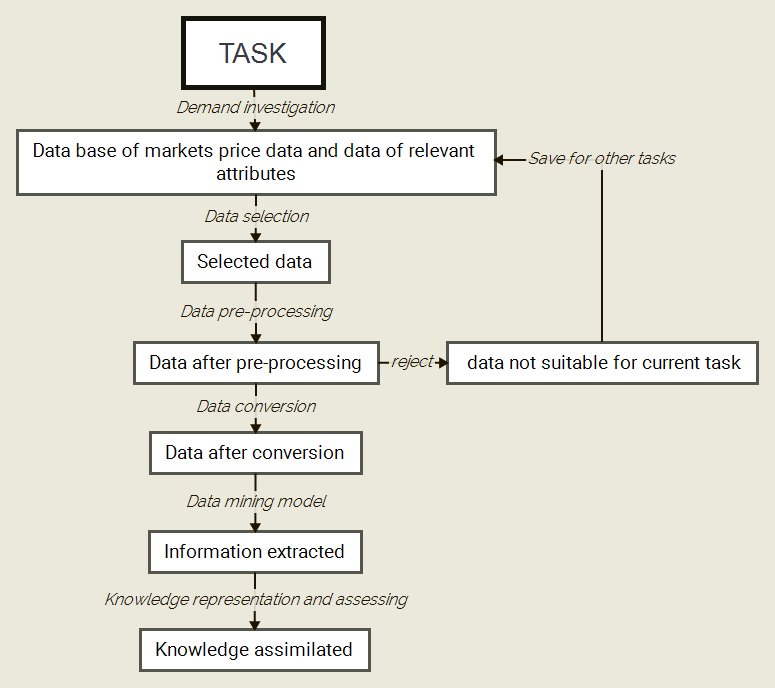 TASK
Demand investigation
Data base of markets price data and data of relevant
attributes
Save for other tasks
Data selection
Selected data
Data pre-processing
Data after pre-processing
reject
data not suitable for current task
Data conversion
Data after conversion
Data mining model
Information extracted
Knowledge representation and assessing
Knowledge assimilated